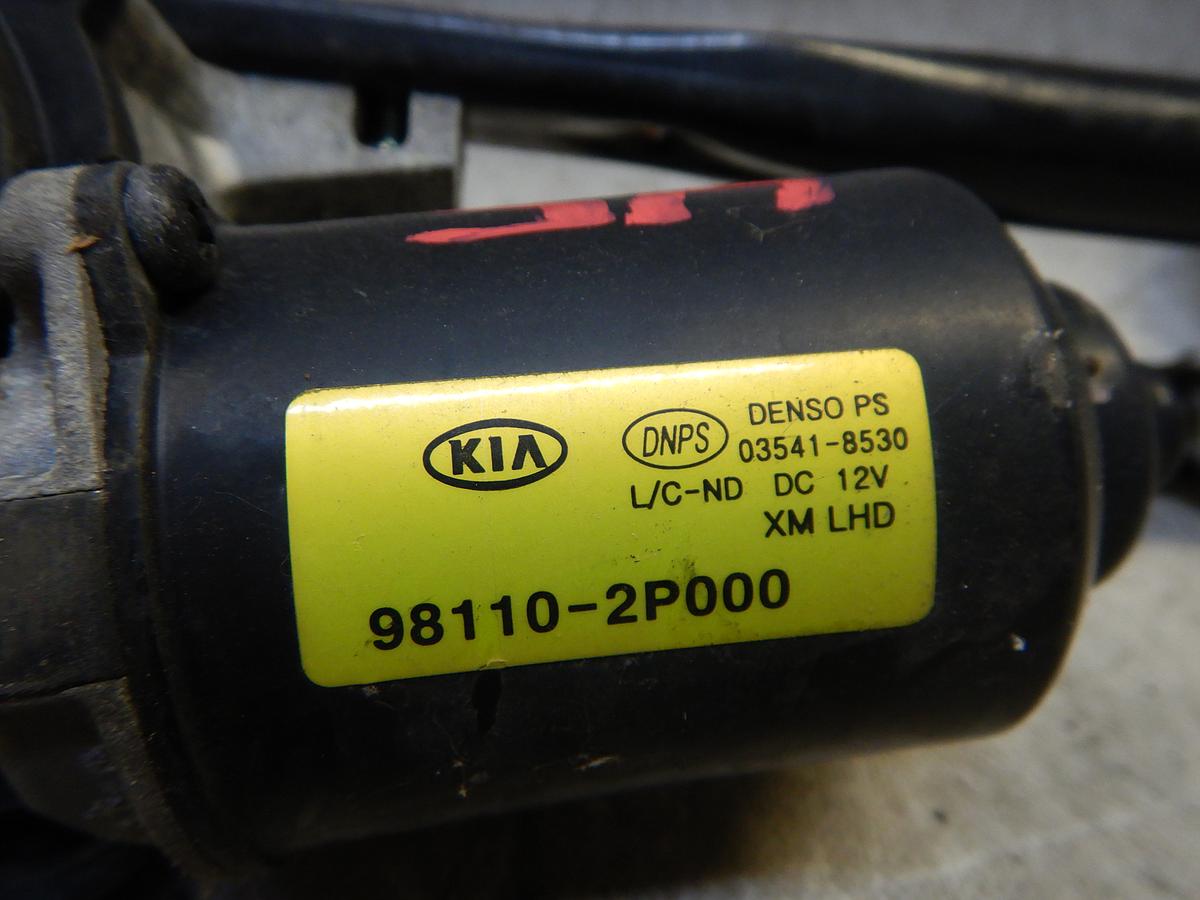 KIA
DNPS
DENSO PS
03541-8530
L/C-ND DC 12V
XM LHD
98110-2P000